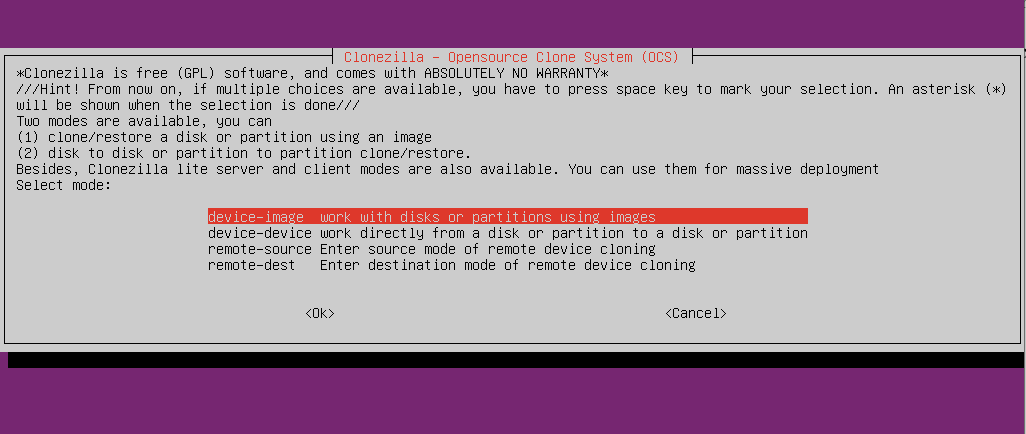 Clonezilla - Opensource Clone System (OCS)
*Clonezilla is free (GPL) software, and comes with ABSOLUTELY NO WARRANTY*
///Hint! From now on, if multiple choices are available, you have to press space key to mark your selection. An asterisk (*)
will be shown when the selection is done///
Two modes are available, you can
(1) clone/restore a disk or partition using an image
(2) disk to disk or partition to partition clone/restore.
Besides, Clonezilla lite server and client modes are also available. You can use them for massive deployment
Select mode:
device-image work with disks or partitions using images
device-device work directly from a disk or partition to a disk or partition
remote-source Enter source mode of remote device cloning
remote-dest Enter destination mode of remote device cloning
<Ok> <Cancel>